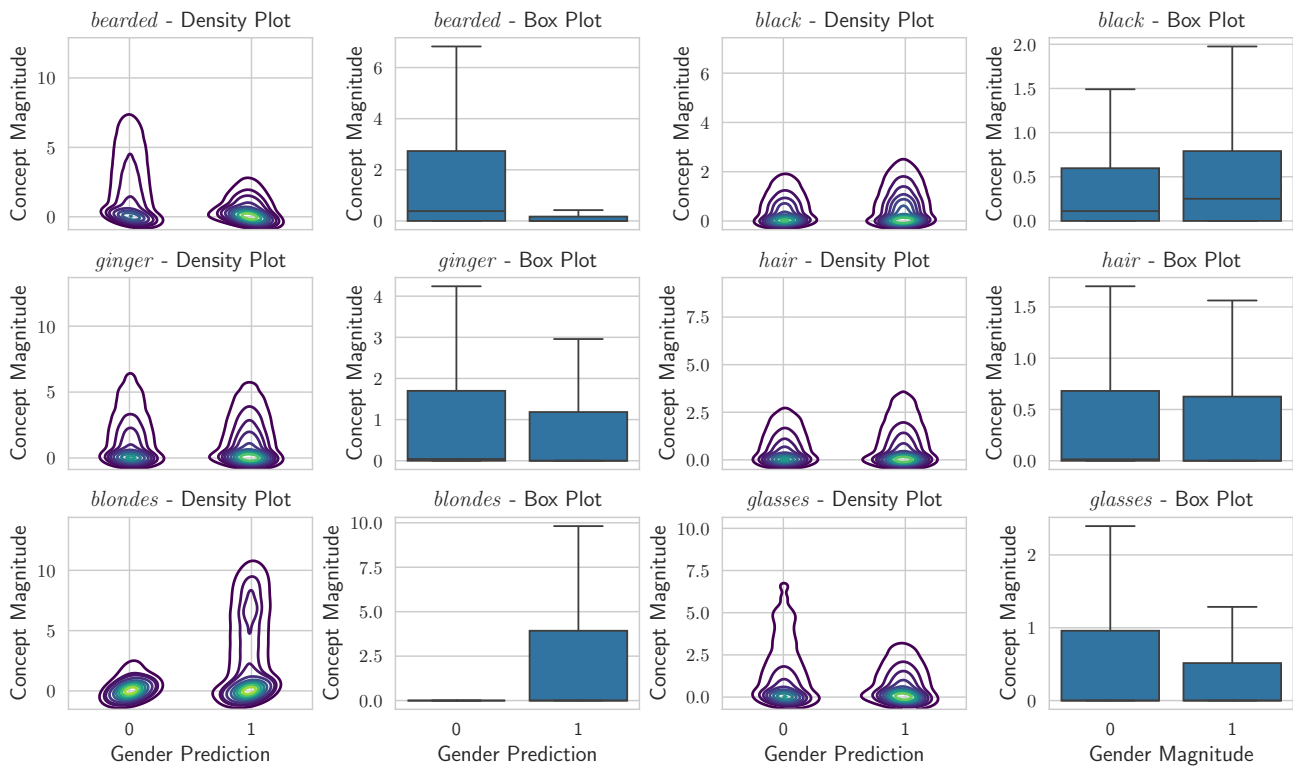 bearded - Density Plot
bearded - Box Plot
black - Density Plot
black - Box Plot
Concept Magnitude
10
5
0
Concept Magnitude
6
4
2
0
Concept Magnitude
6
4
2
0
Concept Magnitude
2.0
1.5
1.0
0.5
0.0
ginger - Density Plot
ginger - Box Plot
hair - Density Plot
hair - Box Plot
Concept Magnitude
10
5
0
Concept Magnitude
4
3
2
1
0
Concept Magnitude
7.5
5.0
2.5
0.0
Concept Magnitude
1.5
1.0
0.5
0.0
blondes - Density Plot
blondes - Box Plot
glasses - Density Plot
glasses - Box Plot
Concept Magnitude
10
5
0
0 1
Gender Prediction
Concept Magnitude
10.0
7.5
5.0
2.5
0.0
0 1
Gender Prediction
Concept Magnitude
10.0
7.5
5.0
2.5
0.0
0 1
Gender Prediction
Concept Magnitude
2
1
0
0 1
Gender Magnitude